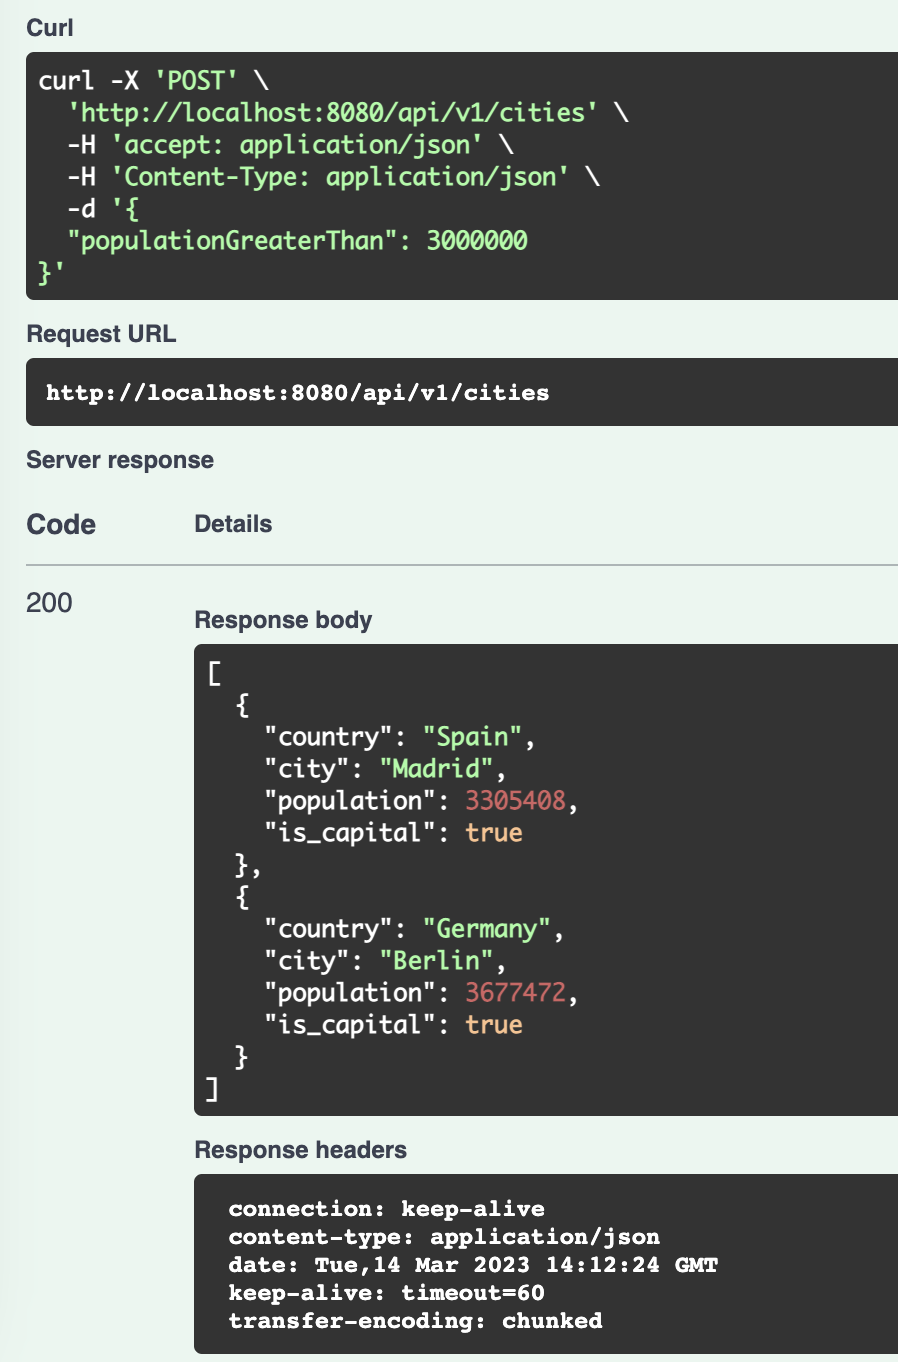 Curl
curl -X 'POST' \
  'http://localhost:8080/api/v1/cities' \
  -H 'accept: application/json' \
  -H 'Content-Type: application/json' \
  -d '{
  "populationGreaterThan": 3000000
}'
Request URL
http://localhost:8080/api/v1/cities
Server response
Code Details
200
Response body
[
  {
    "country": "Spain",
    "city": "Madrid",
    "population": 3305408,
    "is_capital": true
  },
  {
    "country": "Germany",
    "city": "Berlin",
    "population": 3677472,
    "is_capital": true
  }
]
Response headers
connection: keep-alive
content-type: application/json
date: Tue,14 Mar 2023 14:12:24 GMT
keep-alive: timeout=60
transfer-encoding: chunked